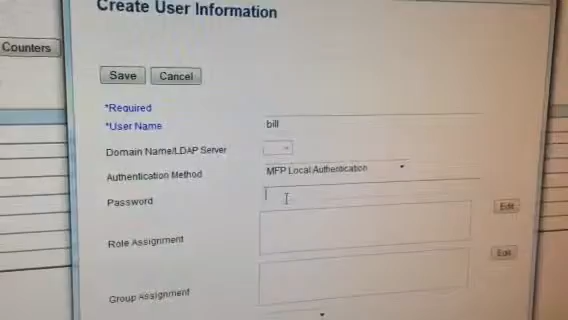 Create User Information
Counters
Save Cancel
*Required
*User Name bill
Domain Name/LDAP Server
Authentication Method MFP Local Authentication
Password
Edit
Role Assignment
Edit
Group Assignment